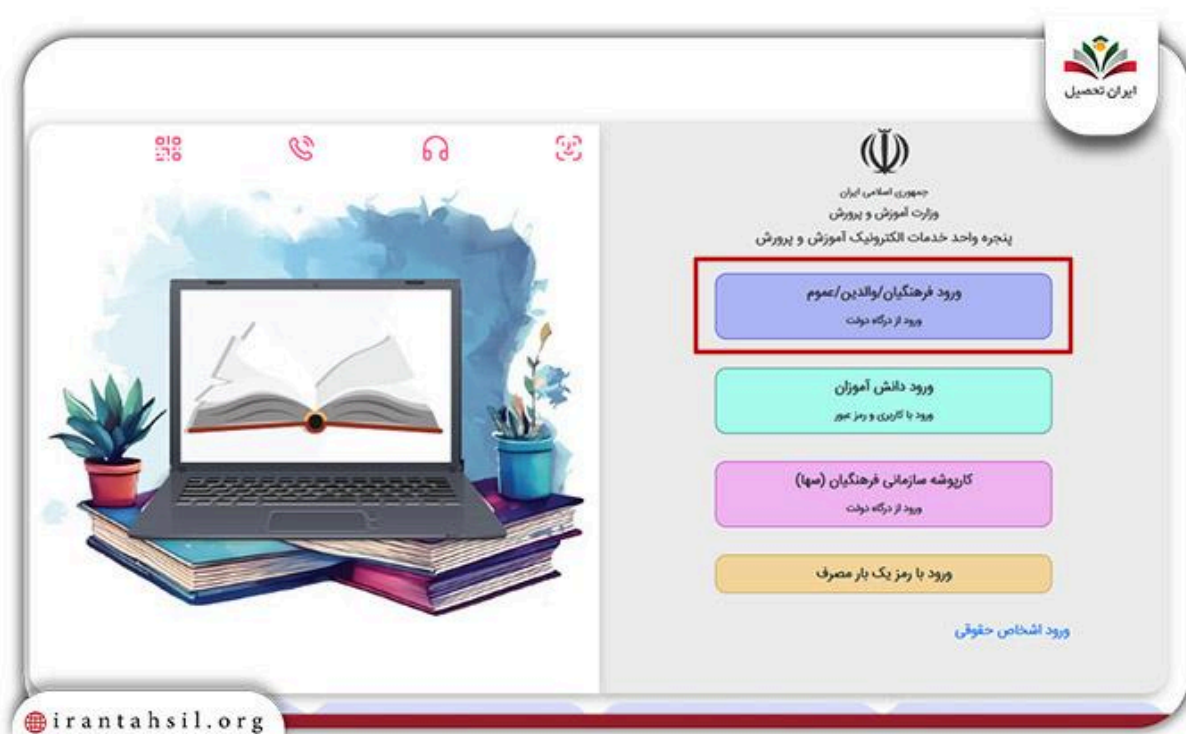 ایران تحصیل
جمهوری اسلامی ایران
وزارت آموزش و پرورش
پنجره واحد خدمات الکترونیک آموزش و پرورش
ورود فرهنگیان/والدین/عموم
ورود از درگاه دولت
ورود دانش آموزان
ورود با کاربری و رمز عبور
کارپوشه سازمانی فرهنگیان (سها)
ورود از درگاه دولت
ورود با رمز یک بار مصرف
ورود اشخاص حقوقی
irantahsil.org